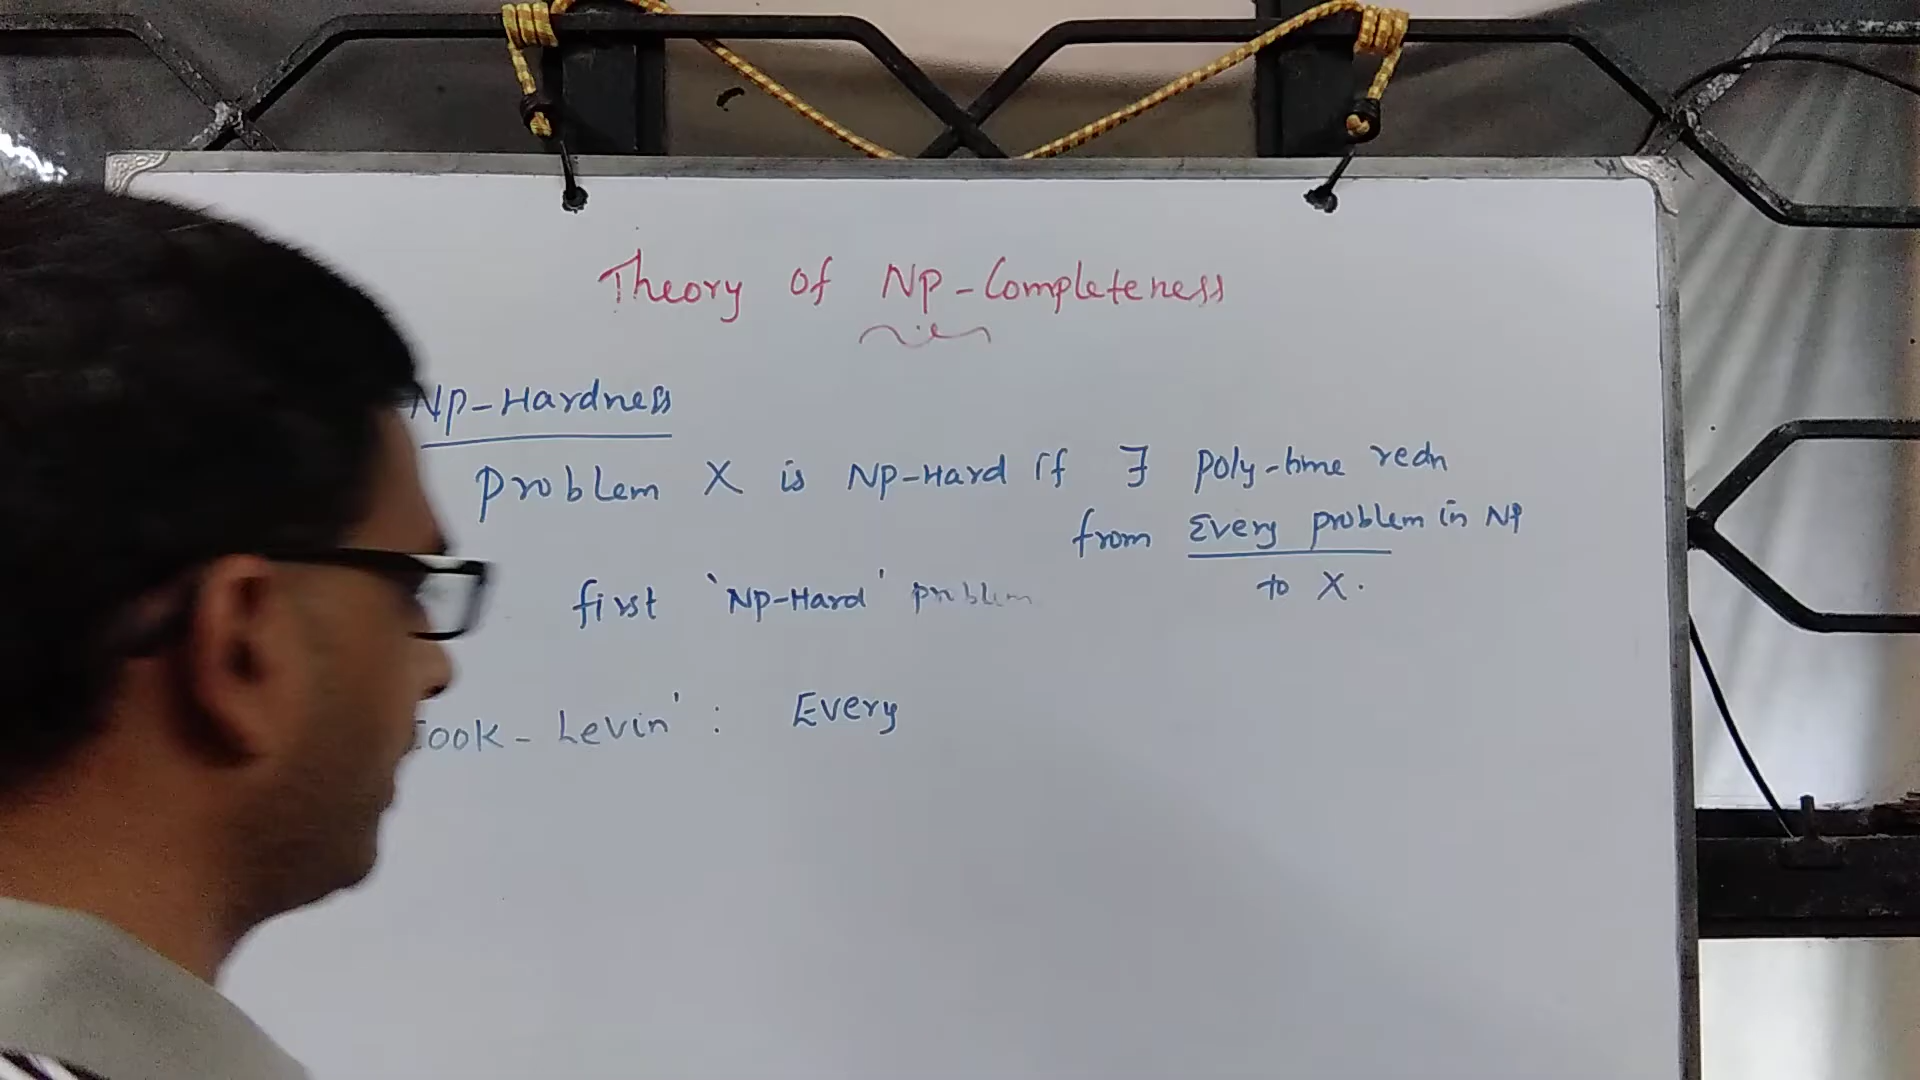 Theory of NP-Completeness
NP-Hardness
Problem X is NP-Hard if ∃ poly-time redn
from Every problem in NP
to X.
first 'NP-Hard' problem
Cook-Levin' : Every